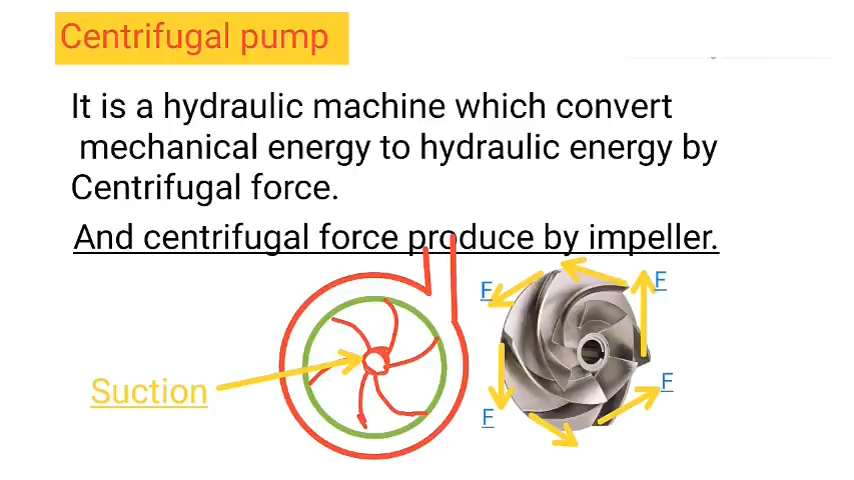 Centrifugal pump
It is a hydraulic machine which convert
mechanical energy to hydraulic energy by
Centrifugal force.
And centrifugal force produce by impeller.
F
F
Suction
F
F